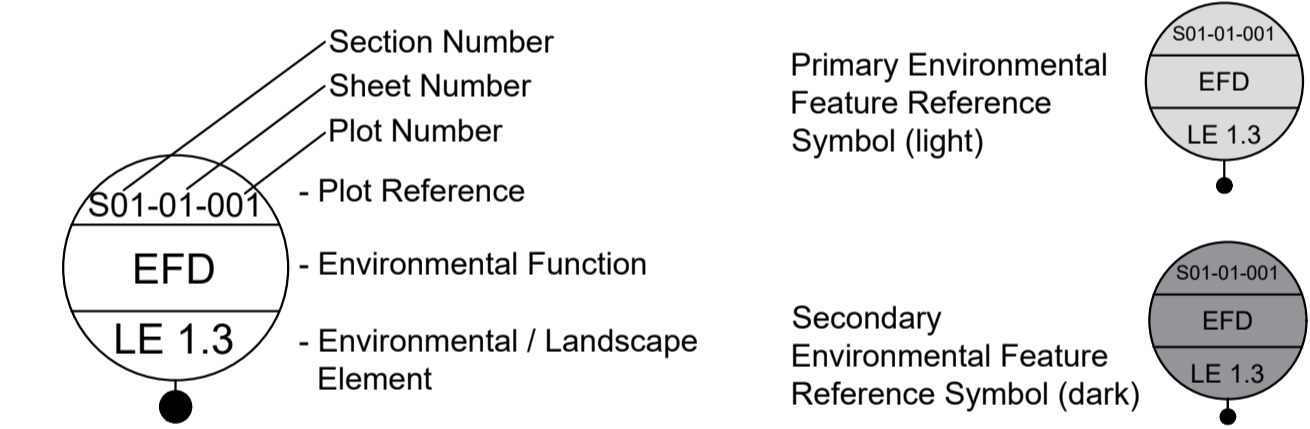 Section Number
Sheet Number
Plot Number
S01-01-001
- Plot Reference
EFD
- Environmental Function
LE 1.3
- Environmental / Landscape
Element
Primary Environmental
Feature Reference
Symbol (light)
S01-01-001
EFD
LE 1.3
Secondary
Environmental Feature
Reference Symbol (dark)
S01-01-001
EFD
LE 1.3